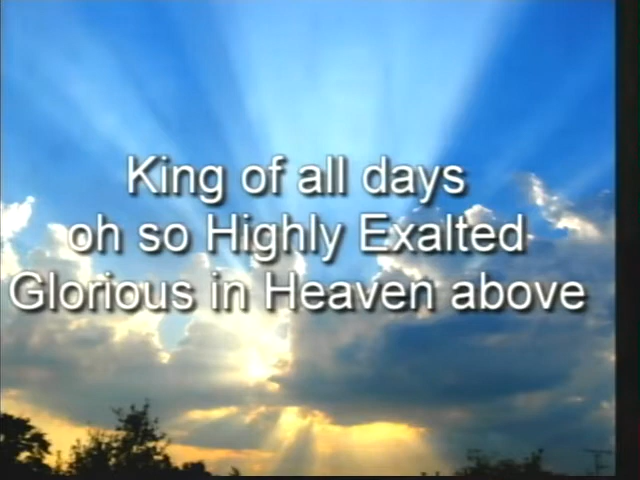 King of all days
oh so Highly Exalted
Glorious in Heaven above